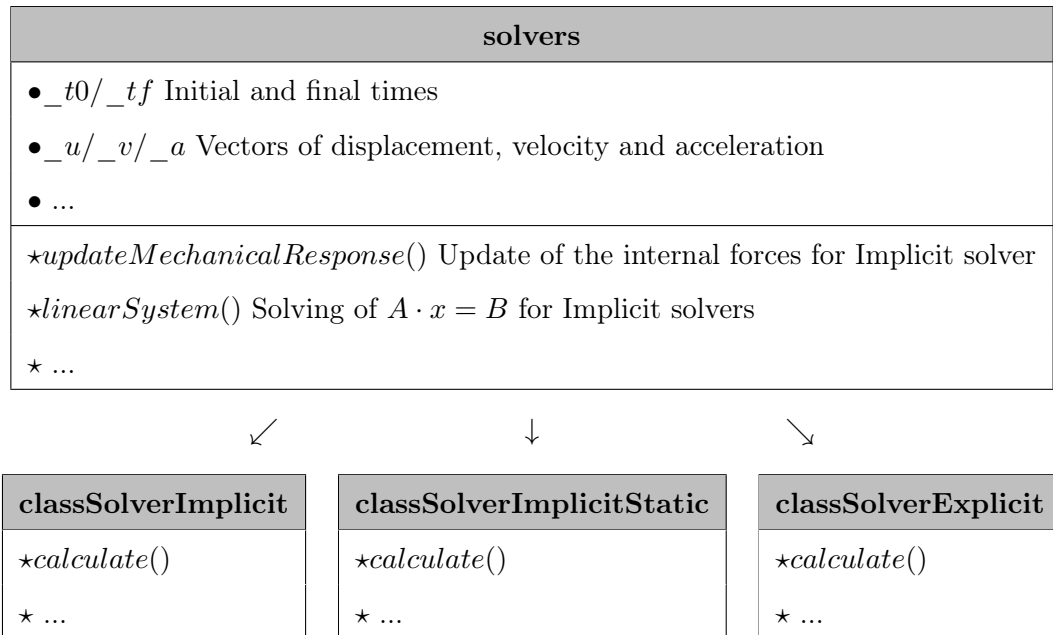 solvers
•_t0/_tf Initial and final times
•_u/_v/_a Vectors of displacement, velocity and acceleration
• ...
⋆updateMechanicalResponse() Update of the internal forces for Implicit solver
⋆linearSystem() Solving of A · x = B for Implicit solvers
⋆ ...
↙ ↓ ↘
classSolverImplicit classSolverImplicitStatic classSolverExplicit
⋆calculate() ⋆calculate() ⋆calculate()
⋆ ... ⋆ ... ⋆ ...